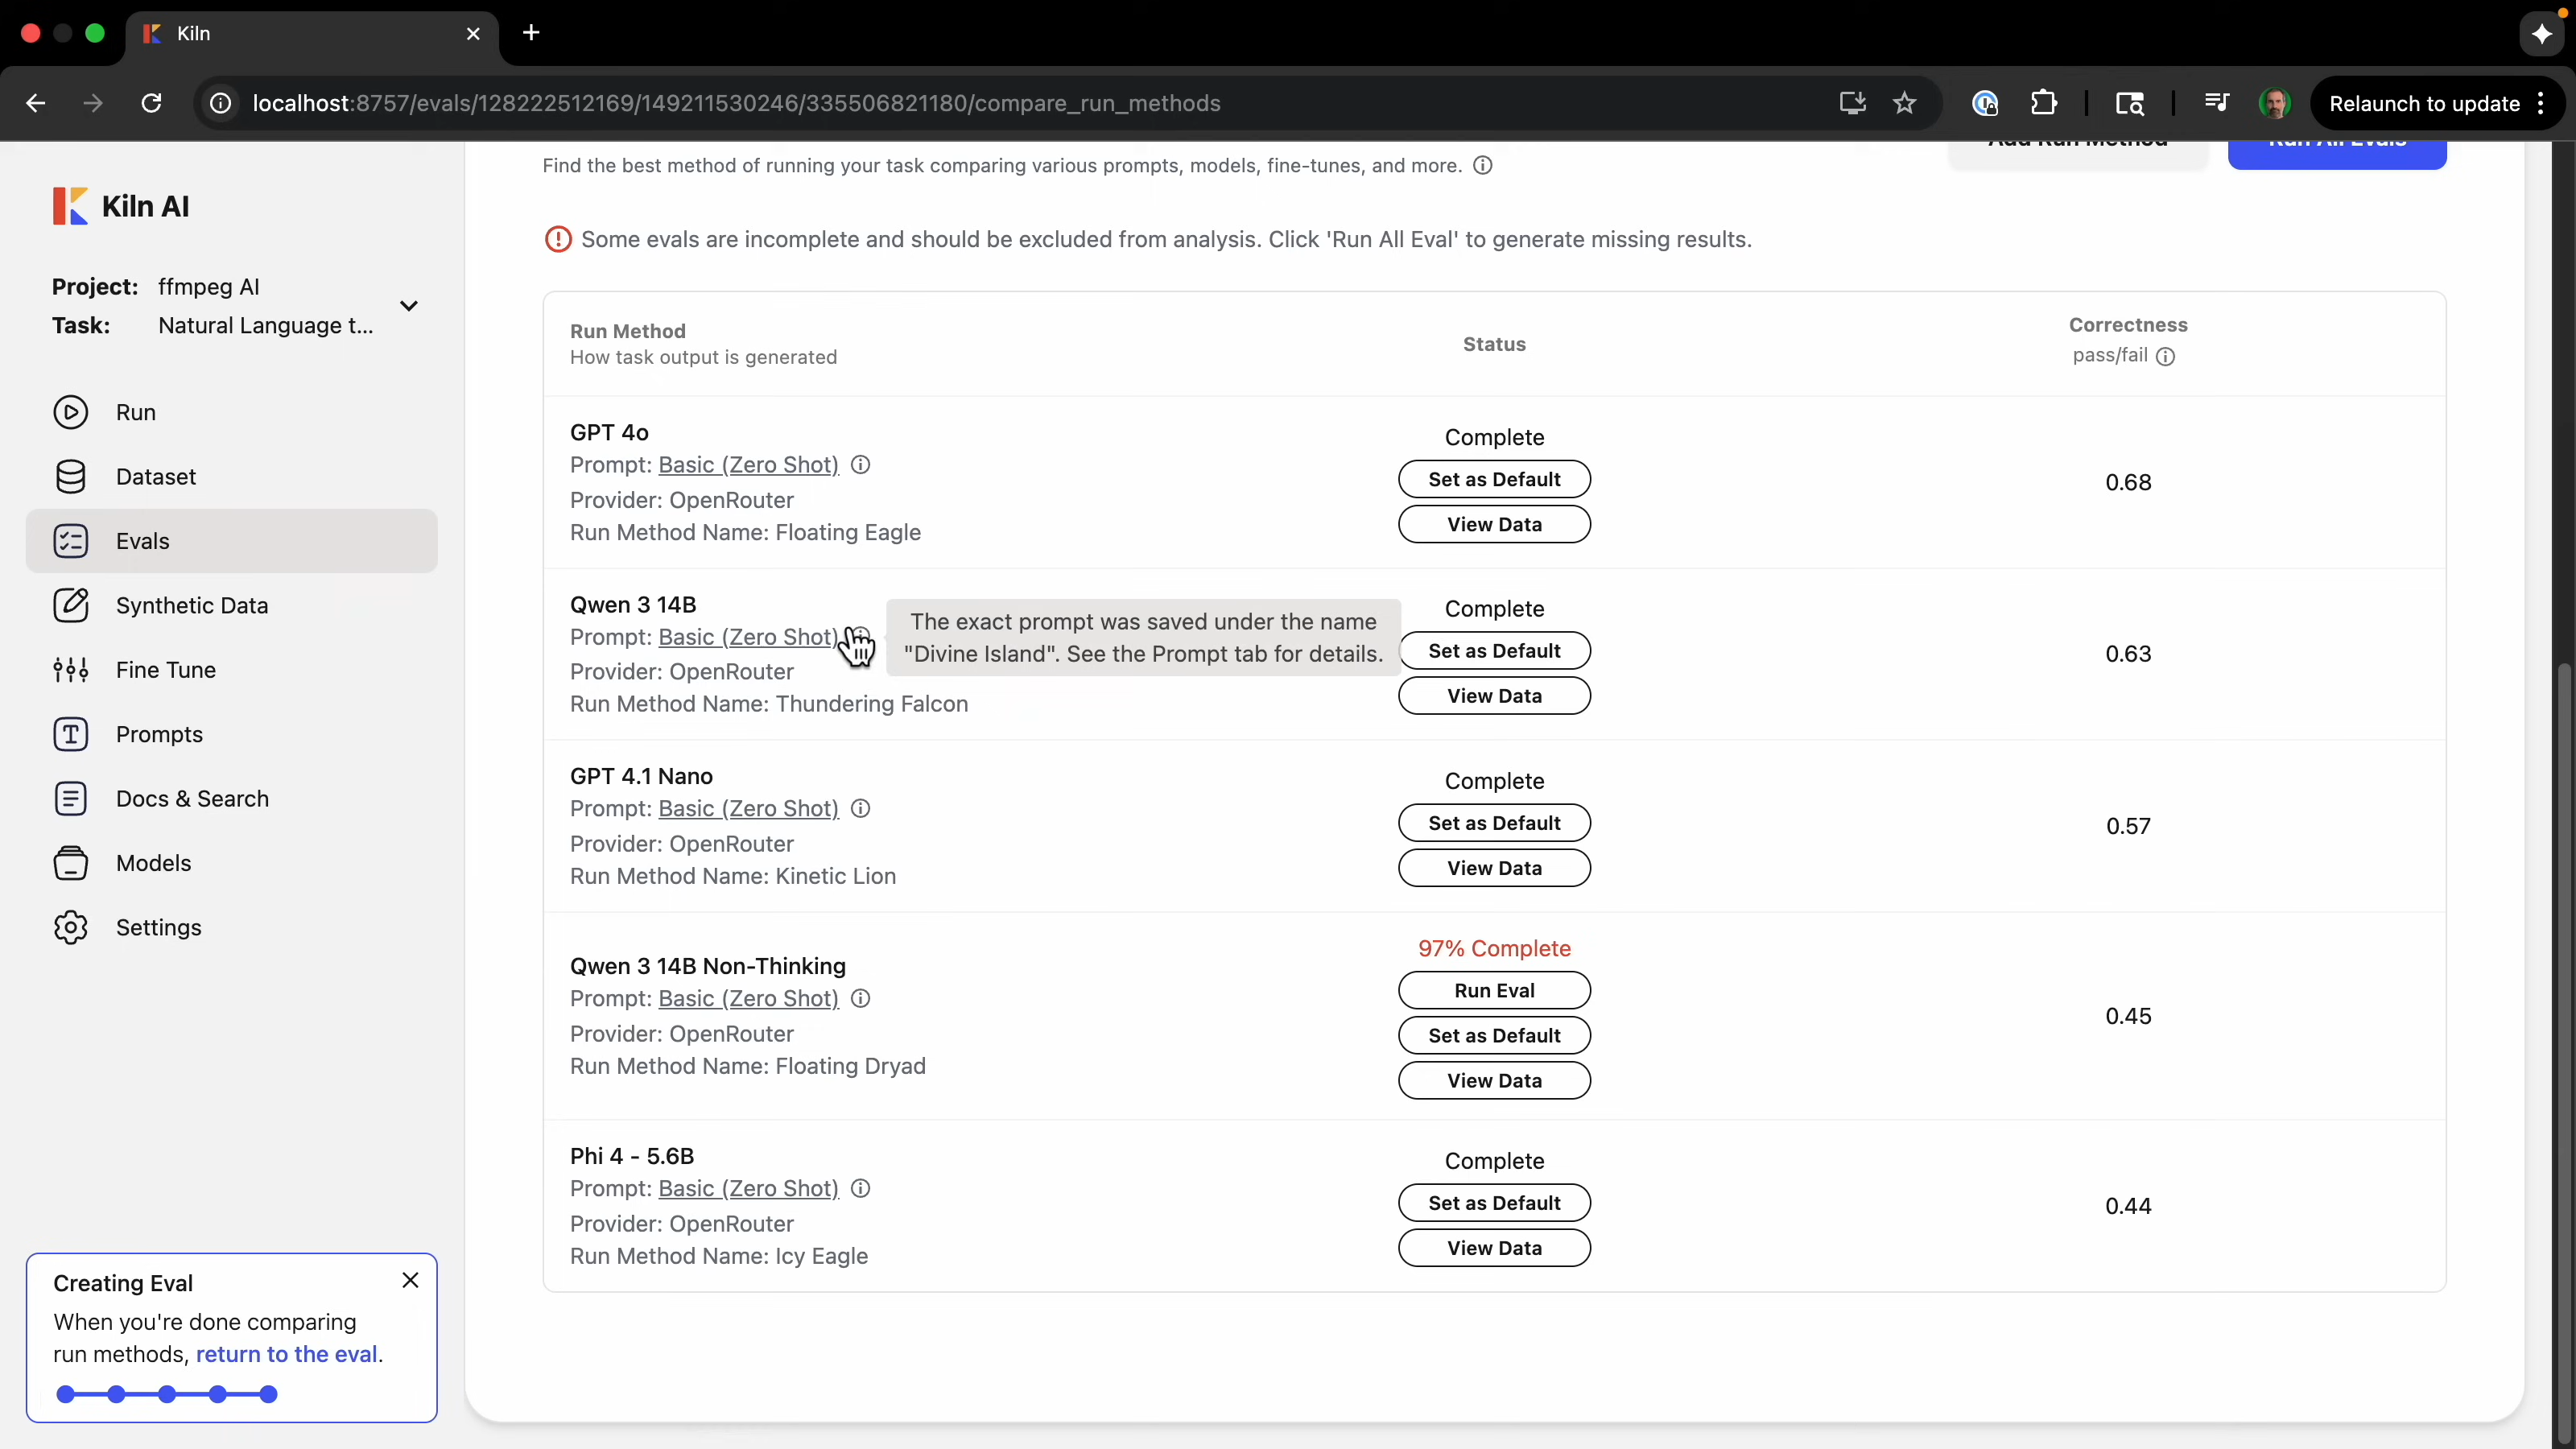 Kiln
localhost:8757/evals/128222512169/149211530246/335506821180/compare_run_methods
Relaunch to update
Kiln AI
Project: ffmpeg AI
Task: Natural Language t...
Run
Dataset
Evals
Synthetic Data
Fine Tune
Prompts
Docs & Search
Models
Settings
Creating Eval
When you're done comparing
run methods, return to the eval.
Add Run Method
Run All Evals
Find the best method of running your task comparing various prompts, models, fine-tunes, and more.
Some evals are incomplete and should be excluded from analysis. Click 'Run All Eval' to generate missing results.
Run Method
How task output is generated
Status
Correctness
pass/fail
GPT 4o
Prompt: Basic (Zero Shot)
Provider: OpenRouter
Run Method Name: Floating Eagle
Complete
Set as Default
View Data
0.68
Qwen 3 14B
Prompt: Basic (Zero Shot)
Provider: OpenRouter
Run Method Name: Thundering Falcon
The exact prompt was saved under the name
"Divine Island". See the Prompt tab for details.
Complete
Set as Default
View Data
0.63
GPT 4.1 Nano
Prompt: Basic (Zero Shot)
Provider: OpenRouter
Run Method Name: Kinetic Lion
Complete
Set as Default
View Data
0.57
Qwen 3 14B Non-Thinking
Prompt: Basic (Zero Shot)
Provider: OpenRouter
Run Method Name: Floating Dryad
97% Complete
Run Eval
Set as Default
View Data
0.45
Phi 4 - 5.6B
Prompt: Basic (Zero Shot)
Provider: OpenRouter
Run Method Name: Icy Eagle
Complete
Set as Default
View Data
0.44